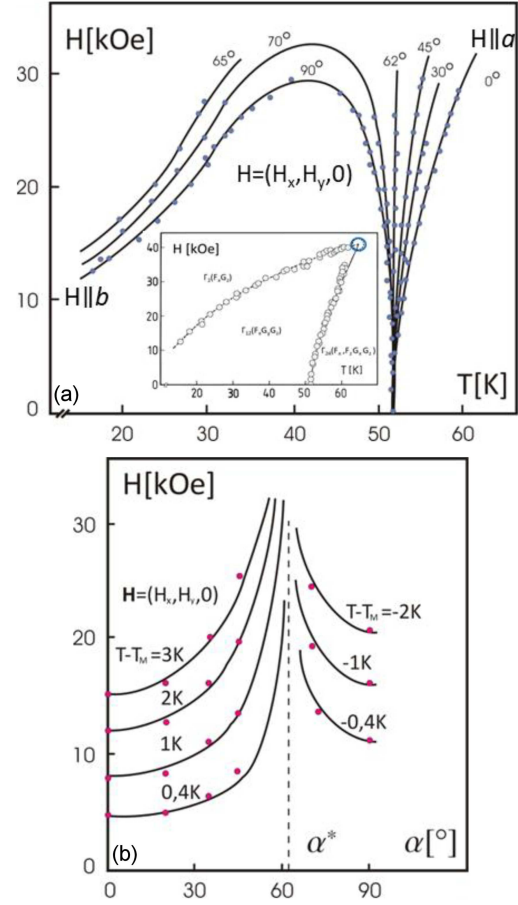 H[kOe]
65°
70°
90°
62°
45°
30°
0°
H∥a
30
20
10
0
H=(Hx,Hy,0)
H∥b
H [kOe]
40
30
20
10
0
20
30
40
50
60
T [K]
T[K]
(a)
20
30
40
50
60
H[kOe]
30
20
10
0
H=(Hx,Hy,0)
T-TM=3K
2K
1K
0,4K
T-TM=-2K
-1K
-0,4K
α*
α[°]
(b)
0
30
60
90